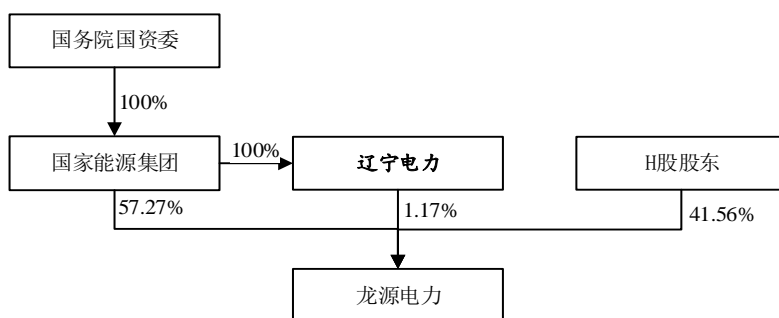 国务院国资委
100%
国家能源集团
100%
辽宁电力
H股股东
57.27%
1.17%
41.56%
龙源电力